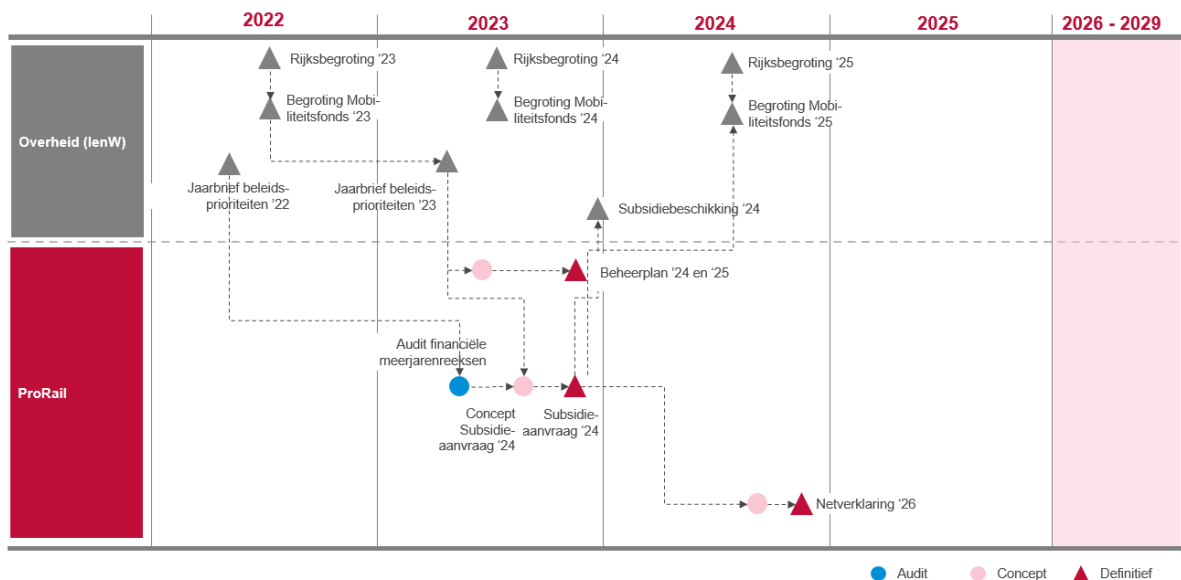 2022
2023
2024
2025
2026 - 2029
Overheid (IenW)
Rijksbegroting ‘23
Rijksbegroting ‘24
Rijksbegroting ‘25
Begroting Mobi-
liteitsfonds ‘23
Begroting Mobi-
liteitsfonds ‘24
Begroting Mobi-
liteitsfonds ‘25
Jaarbrief beleids-
prioriteiten ’22
Jaarbrief beleids-
prioriteiten ’23
Subsidiebeschikking ‘24
ProRail
Beheerplan ’24 en ‘25
Audit financiële
meerjarenreeksen
Concept
Subsidie-
aanvraag ‘24
Subsidie-
aanvraag ‘24
Netverklaring ‘26
Audit
Concept
Definitief